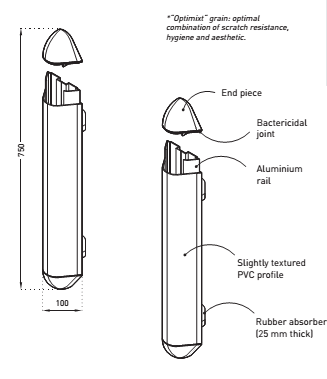 *"Optimixt" grain: optimal
combination of scratch resistance,
hygiene and aesthetic.
End piece
Bactericidal
joint
Aluminium
rail
750
Slightly textured
PVC profile
100
Rubber absorber
(25 mm thick)